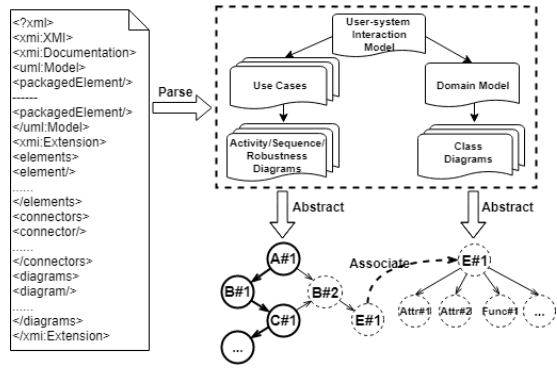 <?xml>
<xmi:XMI>
<xmi:Documentation>
<uml:Model>
<packagedElement/>
------
<packagedElement/>
</uml:Model>
<xmi:Extension>
<elements>
<element/>
......
</elements>
<connectors>
<connector/>
......
</connectors>
<diagrams>
<diagram/>
......
</diagrams>
</xmi:Extension>
Parse
User-system
Interaction
Model
Use Cases
Domain Model
Activity/Sequence/
Robustness
Diagrams
Class
Diagrams
Abstract
Abstract
A#1
B#1
B#2
C#1
E#1
...
Associate
E#1
Attr#1
Attr#2
Func#1
...